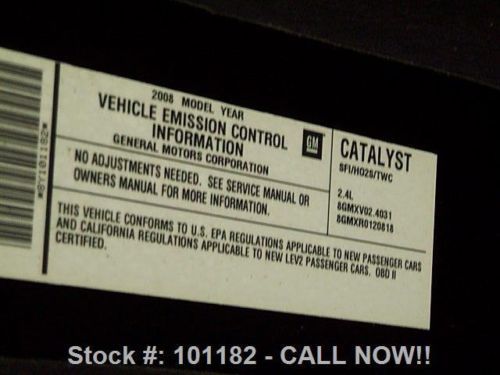 *87101182*
2008 MODEL YEAR
VEHICLE EMISSION CONTROL
INFORMATION
GENERAL MOTORS CORPORATION
GM
NO ADJUSTMENTS NEEDED. SEE SERVICE MANUAL OR
OWNERS MANUAL FOR MORE INFORMATION.
CATALYST
SFI/HO2S/TWC
2.4L
8GMXV02.4031
8GMXR0120818
THIS VEHICLE CONFORMS TO U.S. EPA REGULATIONS APPLICABLE TO NEW PASSENGER CARS
AND CALIFORNIA REGULATIONS APPLICABLE TO NEW LEV2 PASSENGER CARS. OBD II
CERTIFIED.
Stock #: 101182 - CALL NOW!!